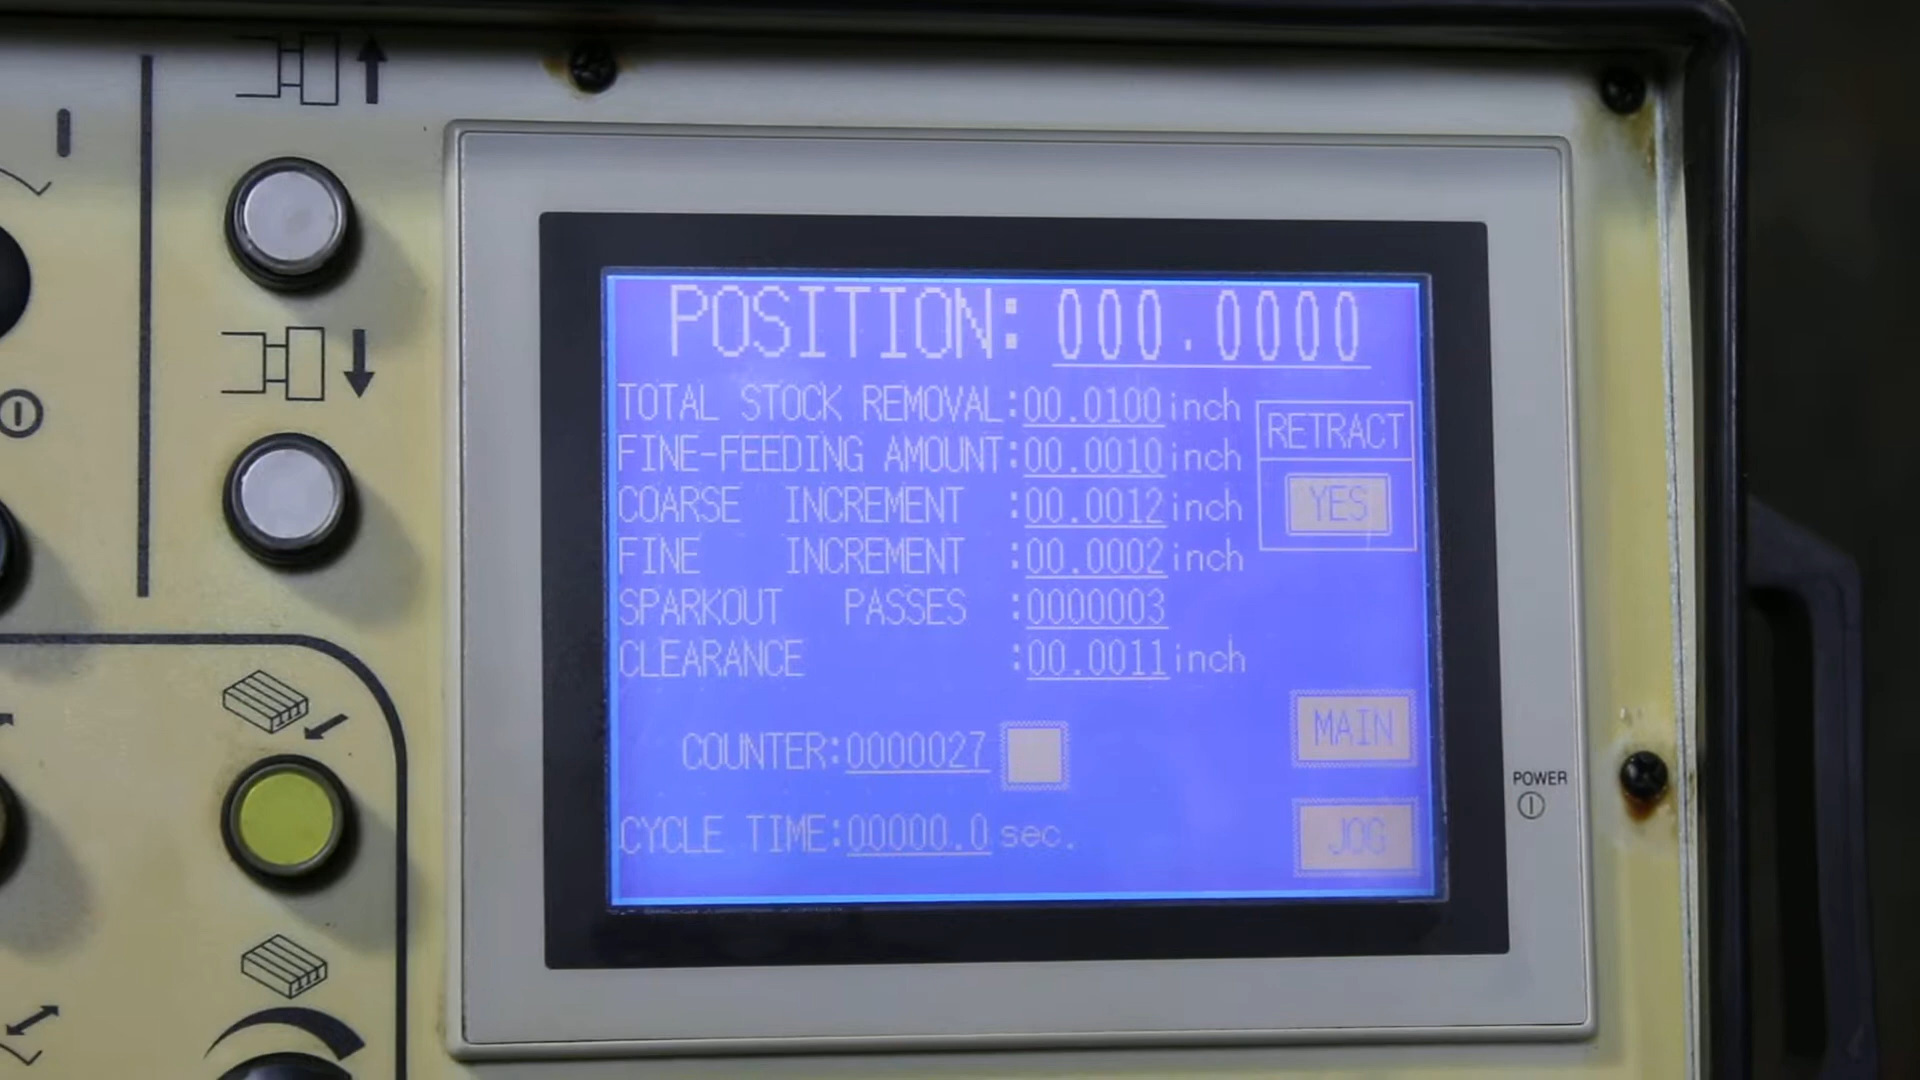 POSITION: 000.0000
TOTAL STOCK REMOVAL:00.0100inch
FINE-FEEDING AMOUNT:00.0010inch
COARSE INCREMENT :00.0012inch
FINE INCREMENT :00.0002inch
SPARKOUT PASSES :0000003
CLEARANCE :00.0011inch
RETRACT
YES
COUNTER:0000027
MAIN
CYCLE TIME:00000.0 sec.
JOG
POWER